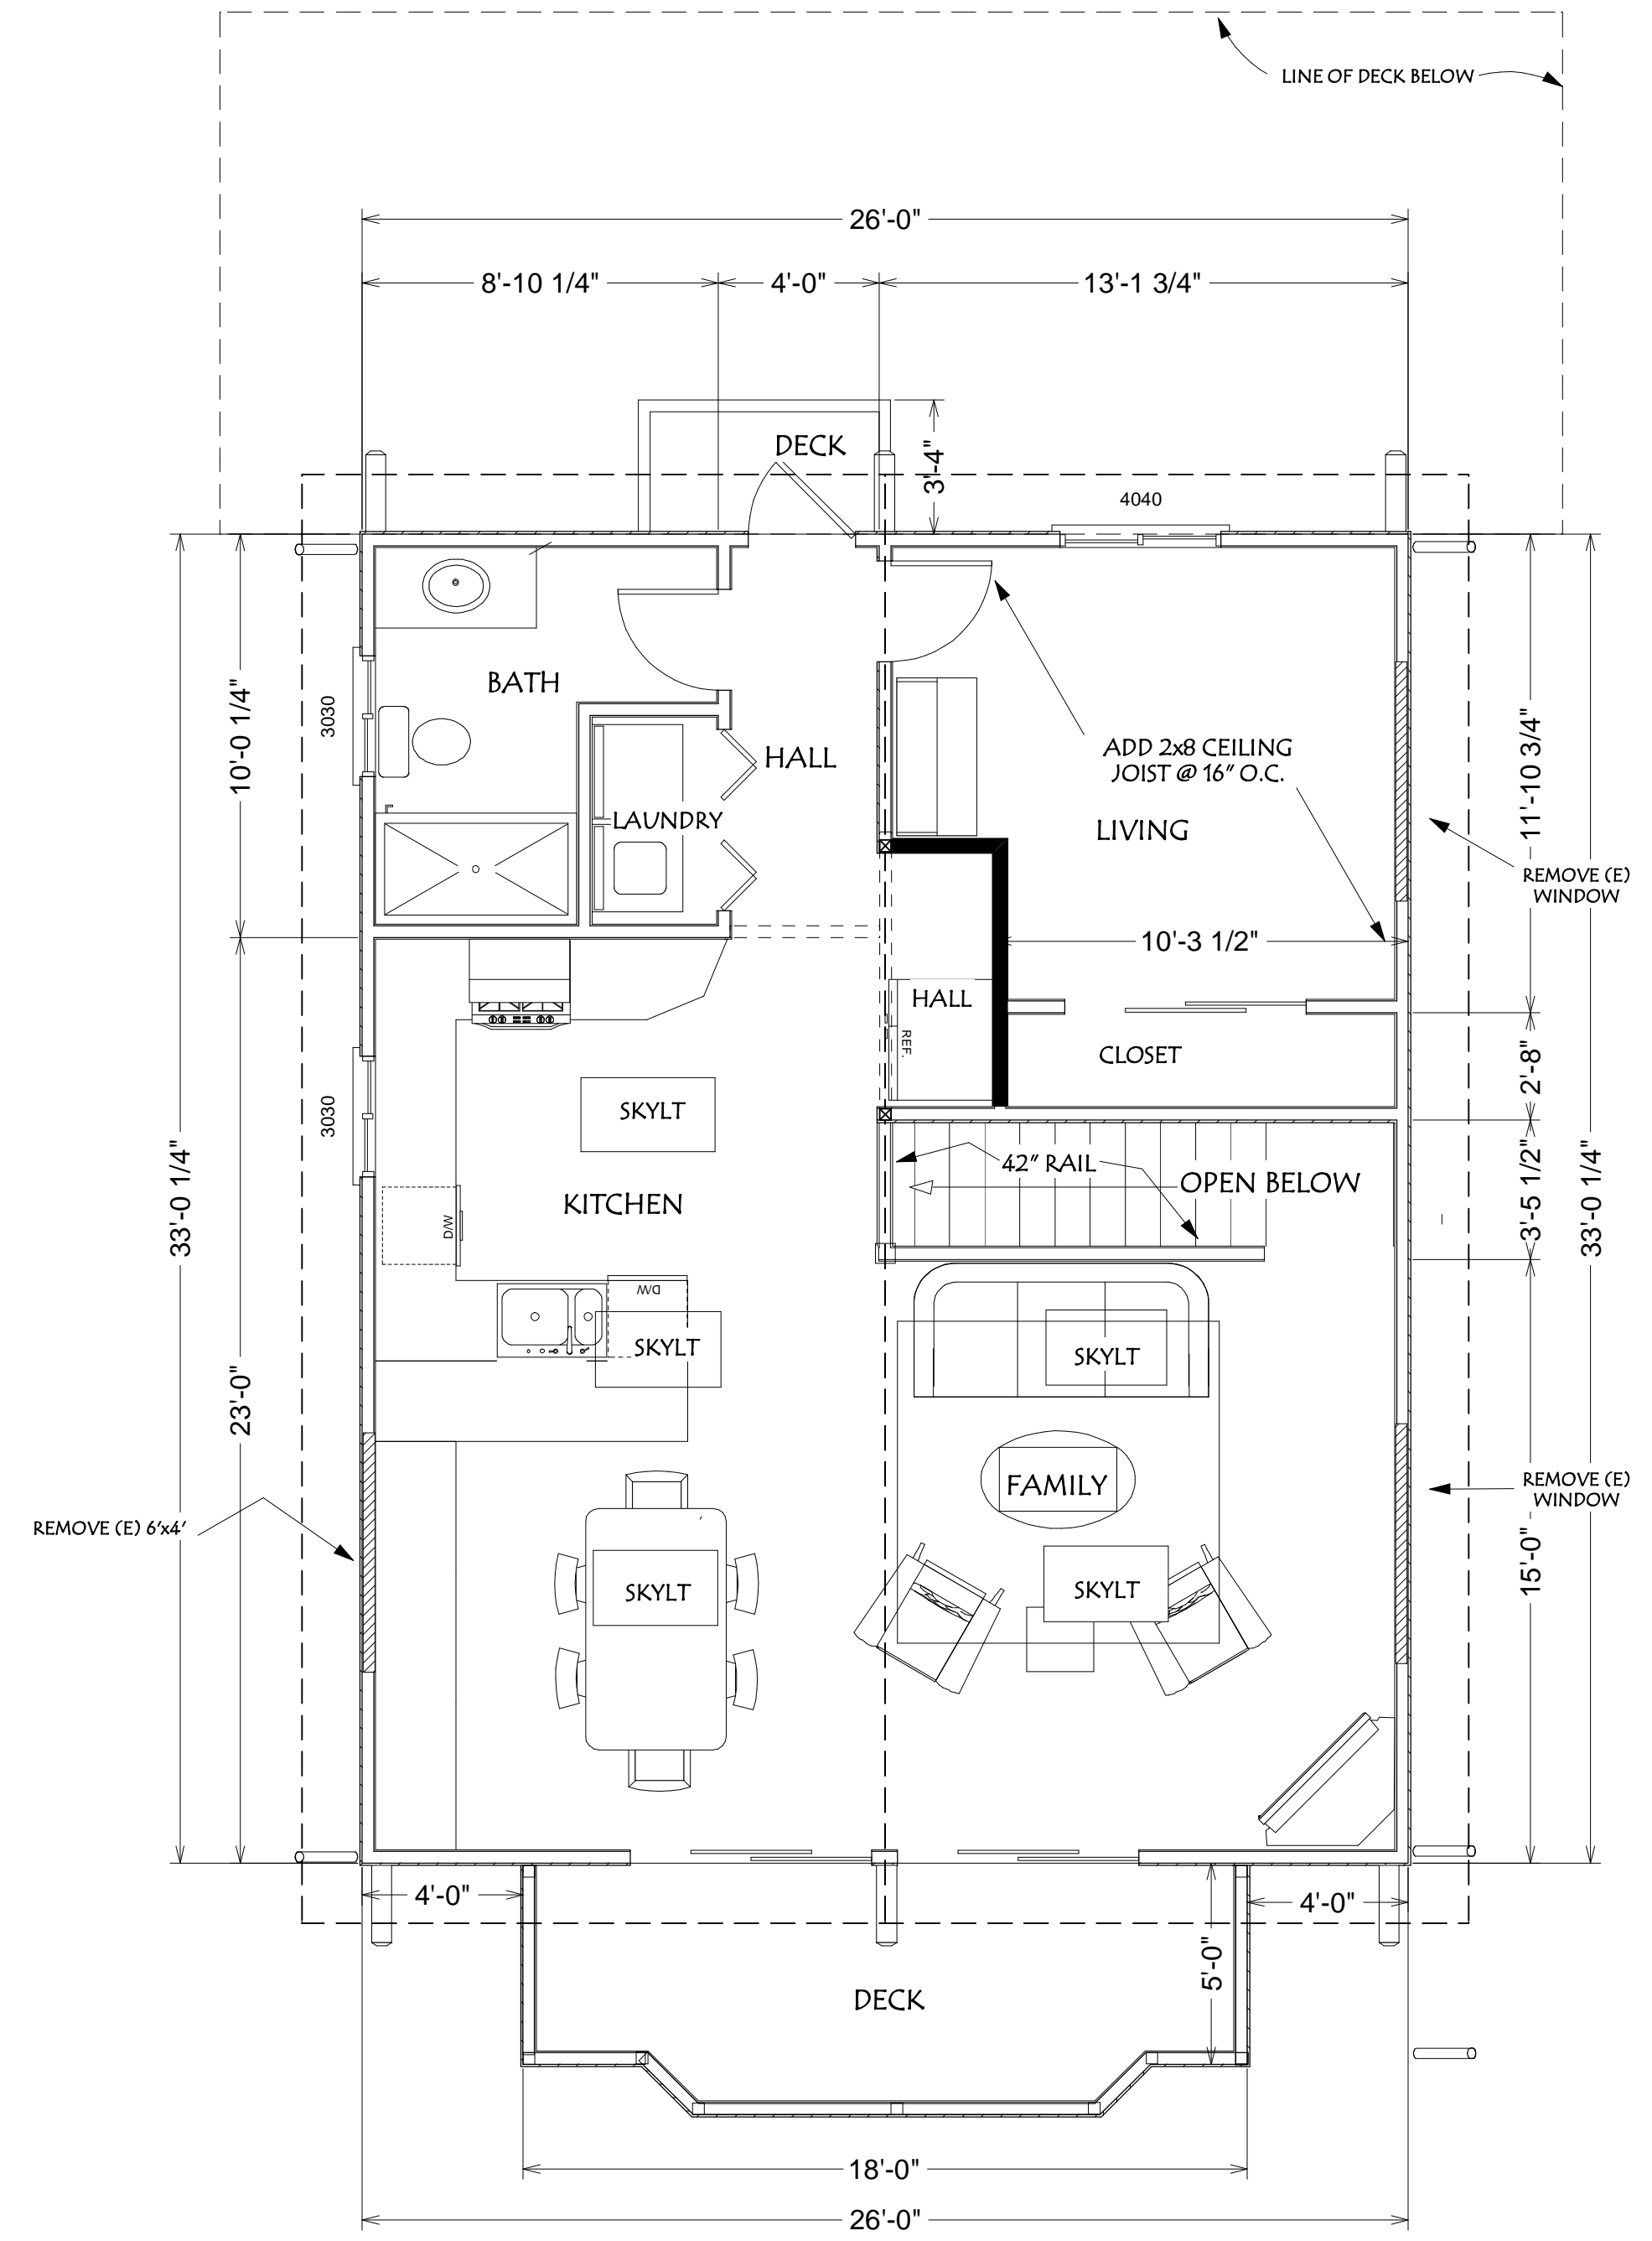 LINE OF DECK BELOW
26'-0"
8'-10 1/4"
4'-0"
13'-1 3/4"
DECK
3'-4"
4040
BATH
3030
10'-0 1/4"
HALL
ADD 2x8 CEILING
JOIST @ 16" O.C.
11'-10 3/4"
LAUNDRY
LIVING
REMOVE (E)
WINDOW
10'-3 1/2"
HALL
REF.
CLOSET
2'-8"
SKYLT
3030
42" RAIL
OPEN BELOW
3'-5 1/2"
33'-0 1/4"
33'-0 1/4"
KITCHEN
D/W
D/W
SKYLT
SKYLT
23'-0"
FAMILY
REMOVE (E)
WINDOW
REMOVE (E) 6'x4'
15'-0"
SKYLT
SKYLT
4'-0"
4'-0"
5'-0"
DECK
18'-0"
26'-0"